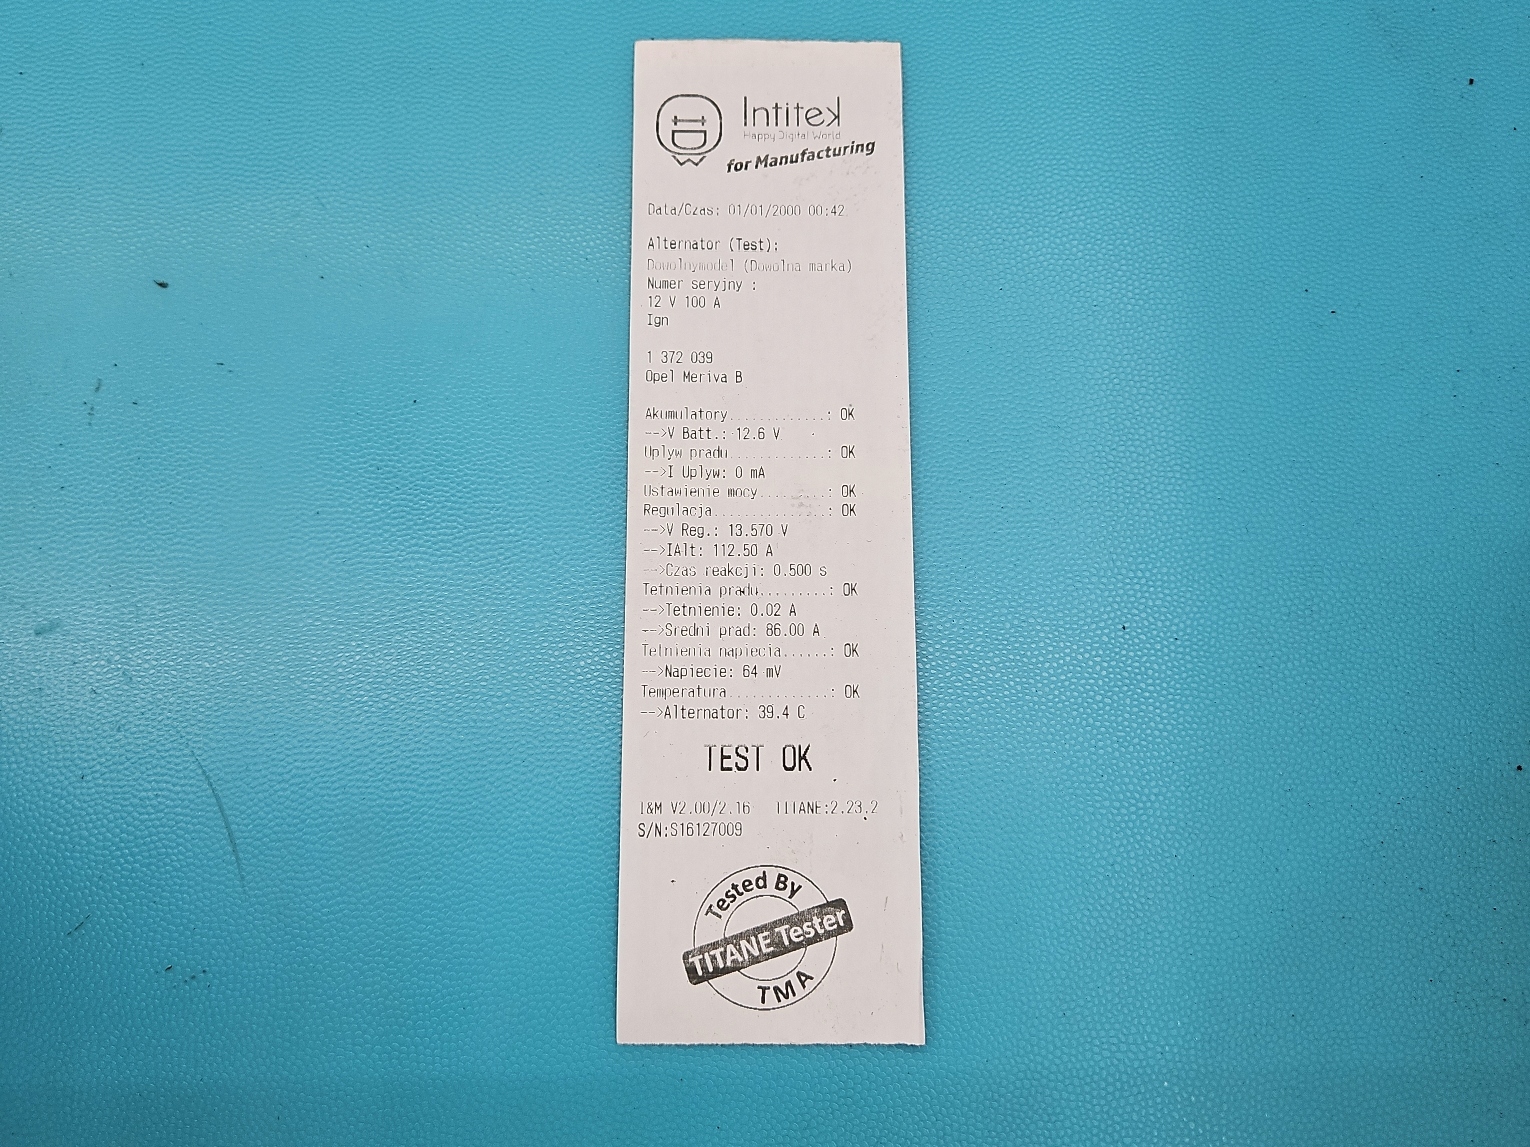 Intitek
Happy Digital World
for Manufacturing
Data/Czas: 01/01/2000 00:42
Alternator (Test):
Dowolnymodel (Dowolna marka)
Numer seryjny :
12 V 100 A
Ign
1 372 039
Opel Meriva B
Akumulatory.............: OK
-->V Batt.: 12.6 V
Uplyw pradu.............: OK
-->I Uplyw: 0 mA
Ustawienie mocy.........: OK
Regulacja...............: OK
-->V Reg.: 13.570 V
-->IAlt: 112.50 A
-->Czas reakcji: 0.500 s
Tetnienia pradu.........: OK
-->Tetnienie: 0.02 A
-->Sredni prad: 86.00 A
Tetnienia napiecia......: OK
-->Napiecie: 64 mV
Temperatura.............: OK
-->Alternator: 39.4 C
TEST OK
I&M V2.00/2.16 TITANE:2.23.2
S/N:S16127009
Tested By
TITANE Tester
TMA